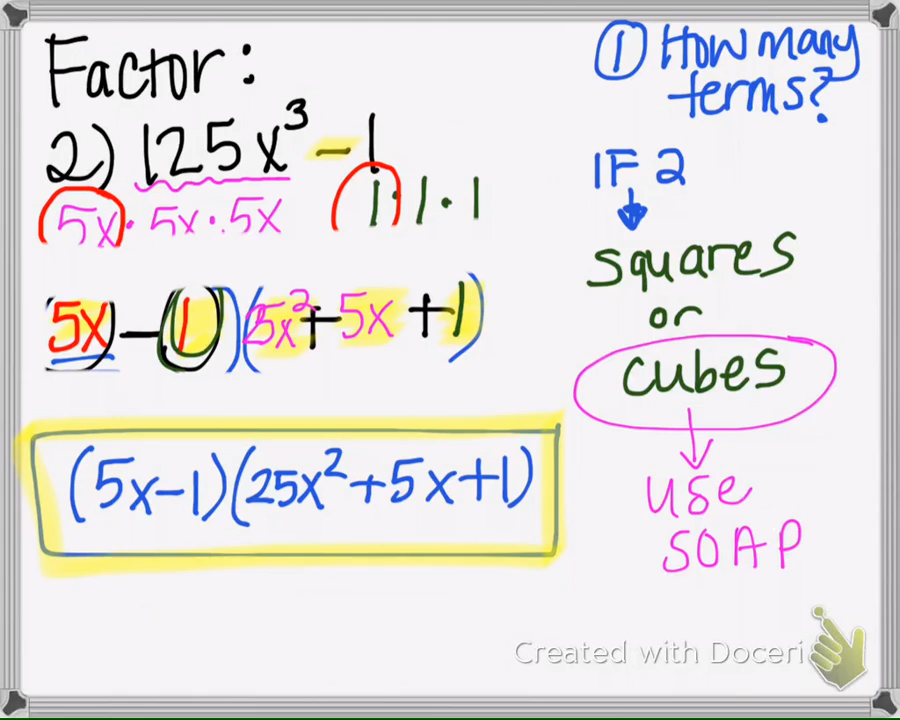 Factor:
2) 125x³ - 1
5x · 5x · 5x 1 · 1 · 1
5x) - (1)(25x² + 5x + 1)
(5x-1)(25x²+5x+1)
① How many
terms?
IF 2
squares
or
cubes
use
SOAP
Created with Doceri